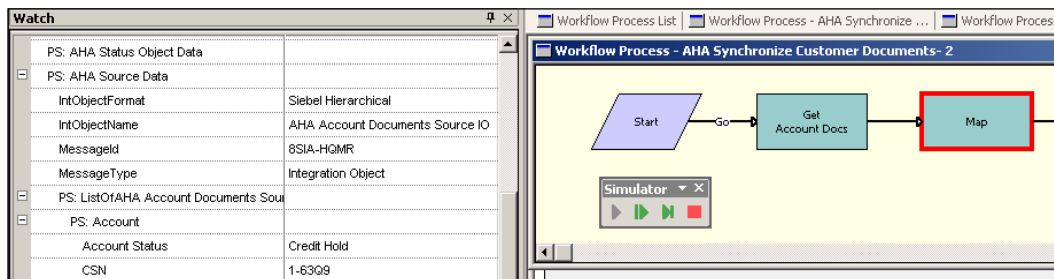 Watch
PS: AHA Status Object Data
PS: AHA Source Data
IntObjectFormat Siebel Hierarchical
IntObjectName AHA Account Documents Source IO
MessageId 8SIA-HQMR
MessageType Integration Object
PS: ListOfAHA Account Documents Sou
PS: Account
Account Status Credit Hold
CSN 1-63Q9
Workflow Process List Workflow Process - AHA Synchronize ... Workflow Proces
Workflow Process - AHA Synchronize Customer Documents- 2
Start
Go
Get
Account Docs
Map
Simulator